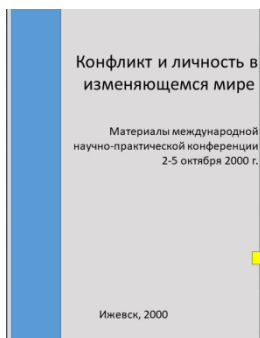 Конфликт и личность в
изменяющемся мире
Материалы международной
научно-практической конференции
2-5 октября 2000 г.
Ижевск, 2000